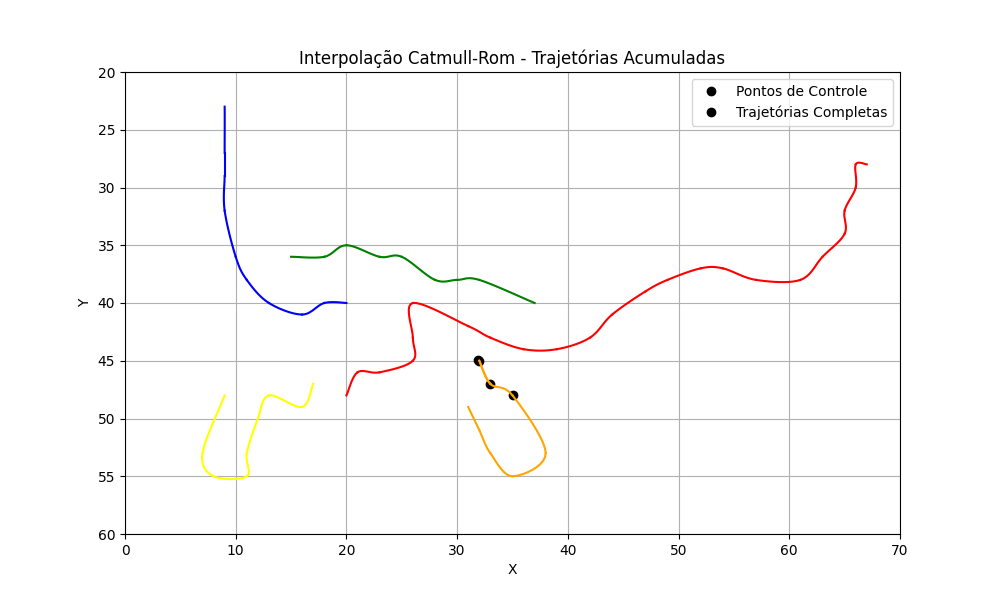 Interpolação Catmull-Rom - Trajetórias Acumuladas
Pontos de Controle
Trajetórias Completas
20
25
30
35
40
45
50
55
60
Y
0 10 20 30 40 50 60 70
X